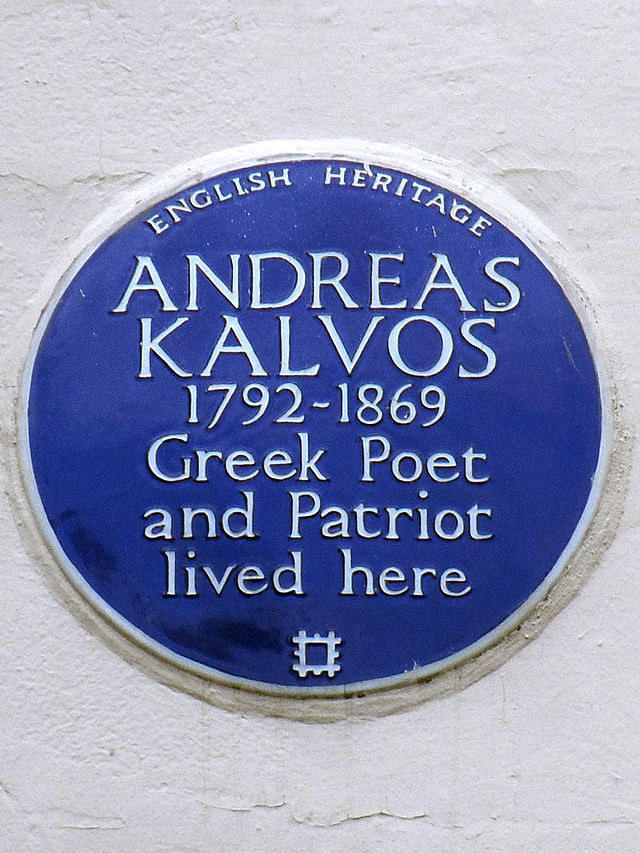 ENGLISH HERITAGE
ANDREAS
KALVOS
1792-1869
Greek Poet
and Patriot
lived here